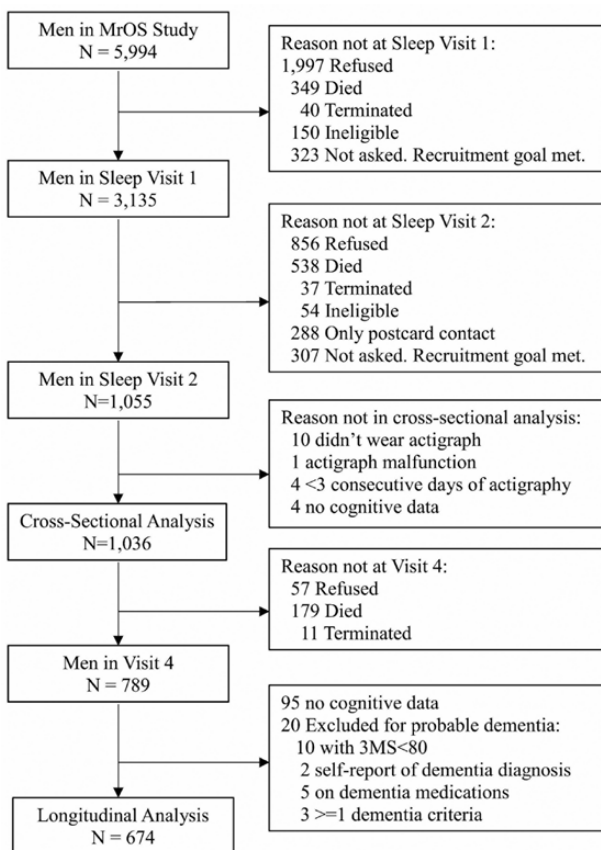 Men in MrOS Study
N = 5,994
Reason not at Sleep Visit 1:
1,997 Refused
349 Died
40 Terminated
150 Ineligible
323 Not asked. Recruitment goal met.
Men in Sleep Visit 1
N = 3,135
Reason not at Sleep Visit 2:
856 Refused
538 Died
37 Terminated
54 Ineligible
288 Only postcard contact
307 Not asked. Recruitment goal met.
Men in Sleep Visit 2
N=1,055
Reason not in cross-sectional analysis:
10 didn't wear actigraph
1 actigraph malfunction
4 <3 consecutive days of actigraphy
4 no cognitive data
Cross-Sectional Analysis
N=1,036
Reason not at Visit 4:
57 Refused
179 Died
11 Terminated
Men in Visit 4
N = 789
95 no cognitive data
20 Excluded for probable dementia:
10 with 3MS<80
2 self-report of dementia diagnosis
5 on dementia medications
3 >=1 dementia criteria
Longitudinal Analysis
N = 674